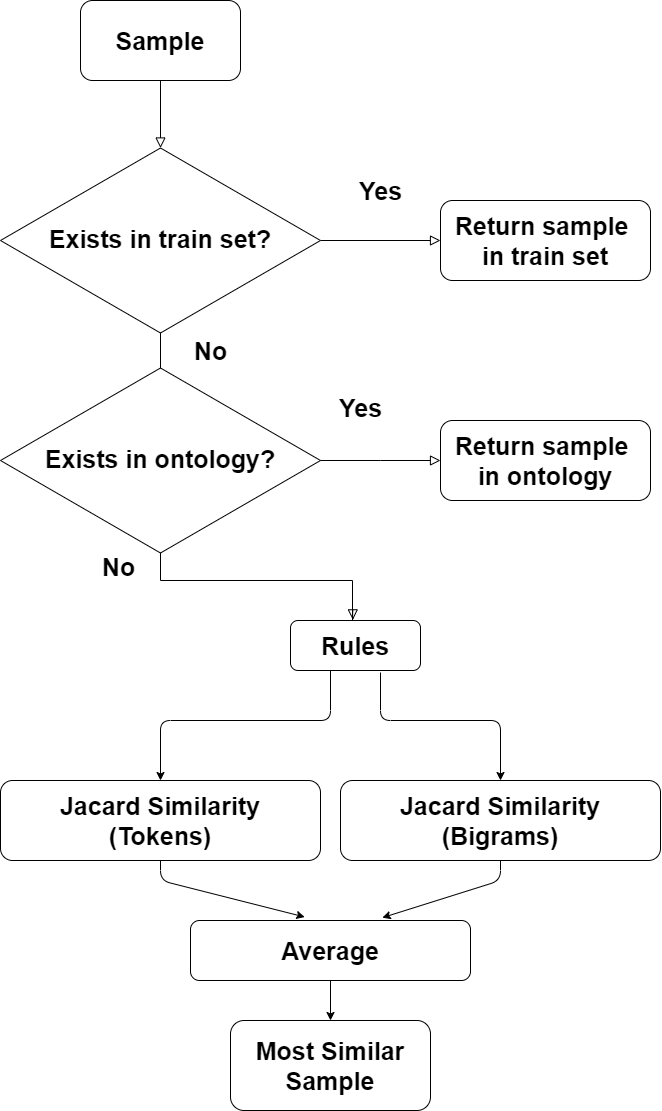 Sample
Exists in train set?
Yes
Return sample
in train set
No
Exists in ontology?
Yes
Return sample
in ontology
No
Rules
Jacard Similarity
(Tokens)
Jacard Similarity
(Bigrams)
Average
Most Similar
Sample